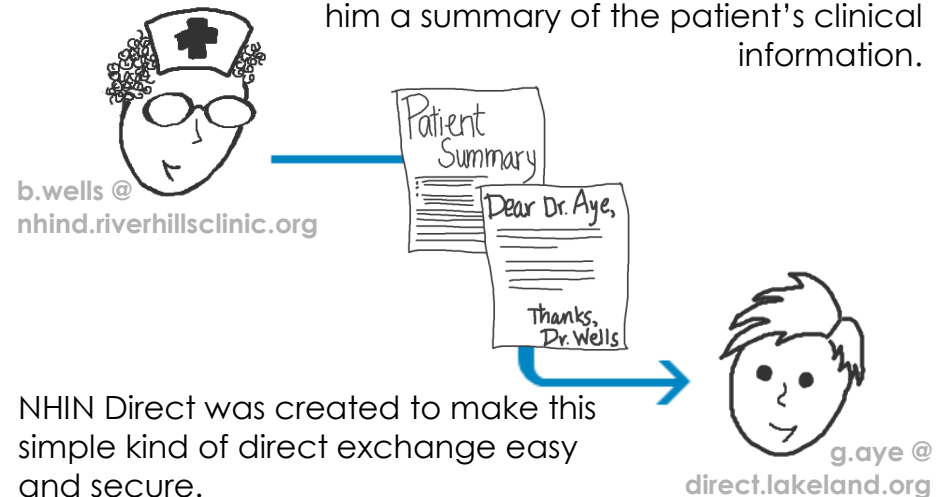 him a summary of the patient’s clinical
information.
Patient
Summary
b.wells @
nhind.riverhillsclinic.org
Dear Dr. Aye,
Thanks,
Dr. Wells
NHIN Direct was created to make this
simple kind of direct exchange easy
and secure.
g.aye @
direct.lakeland.org